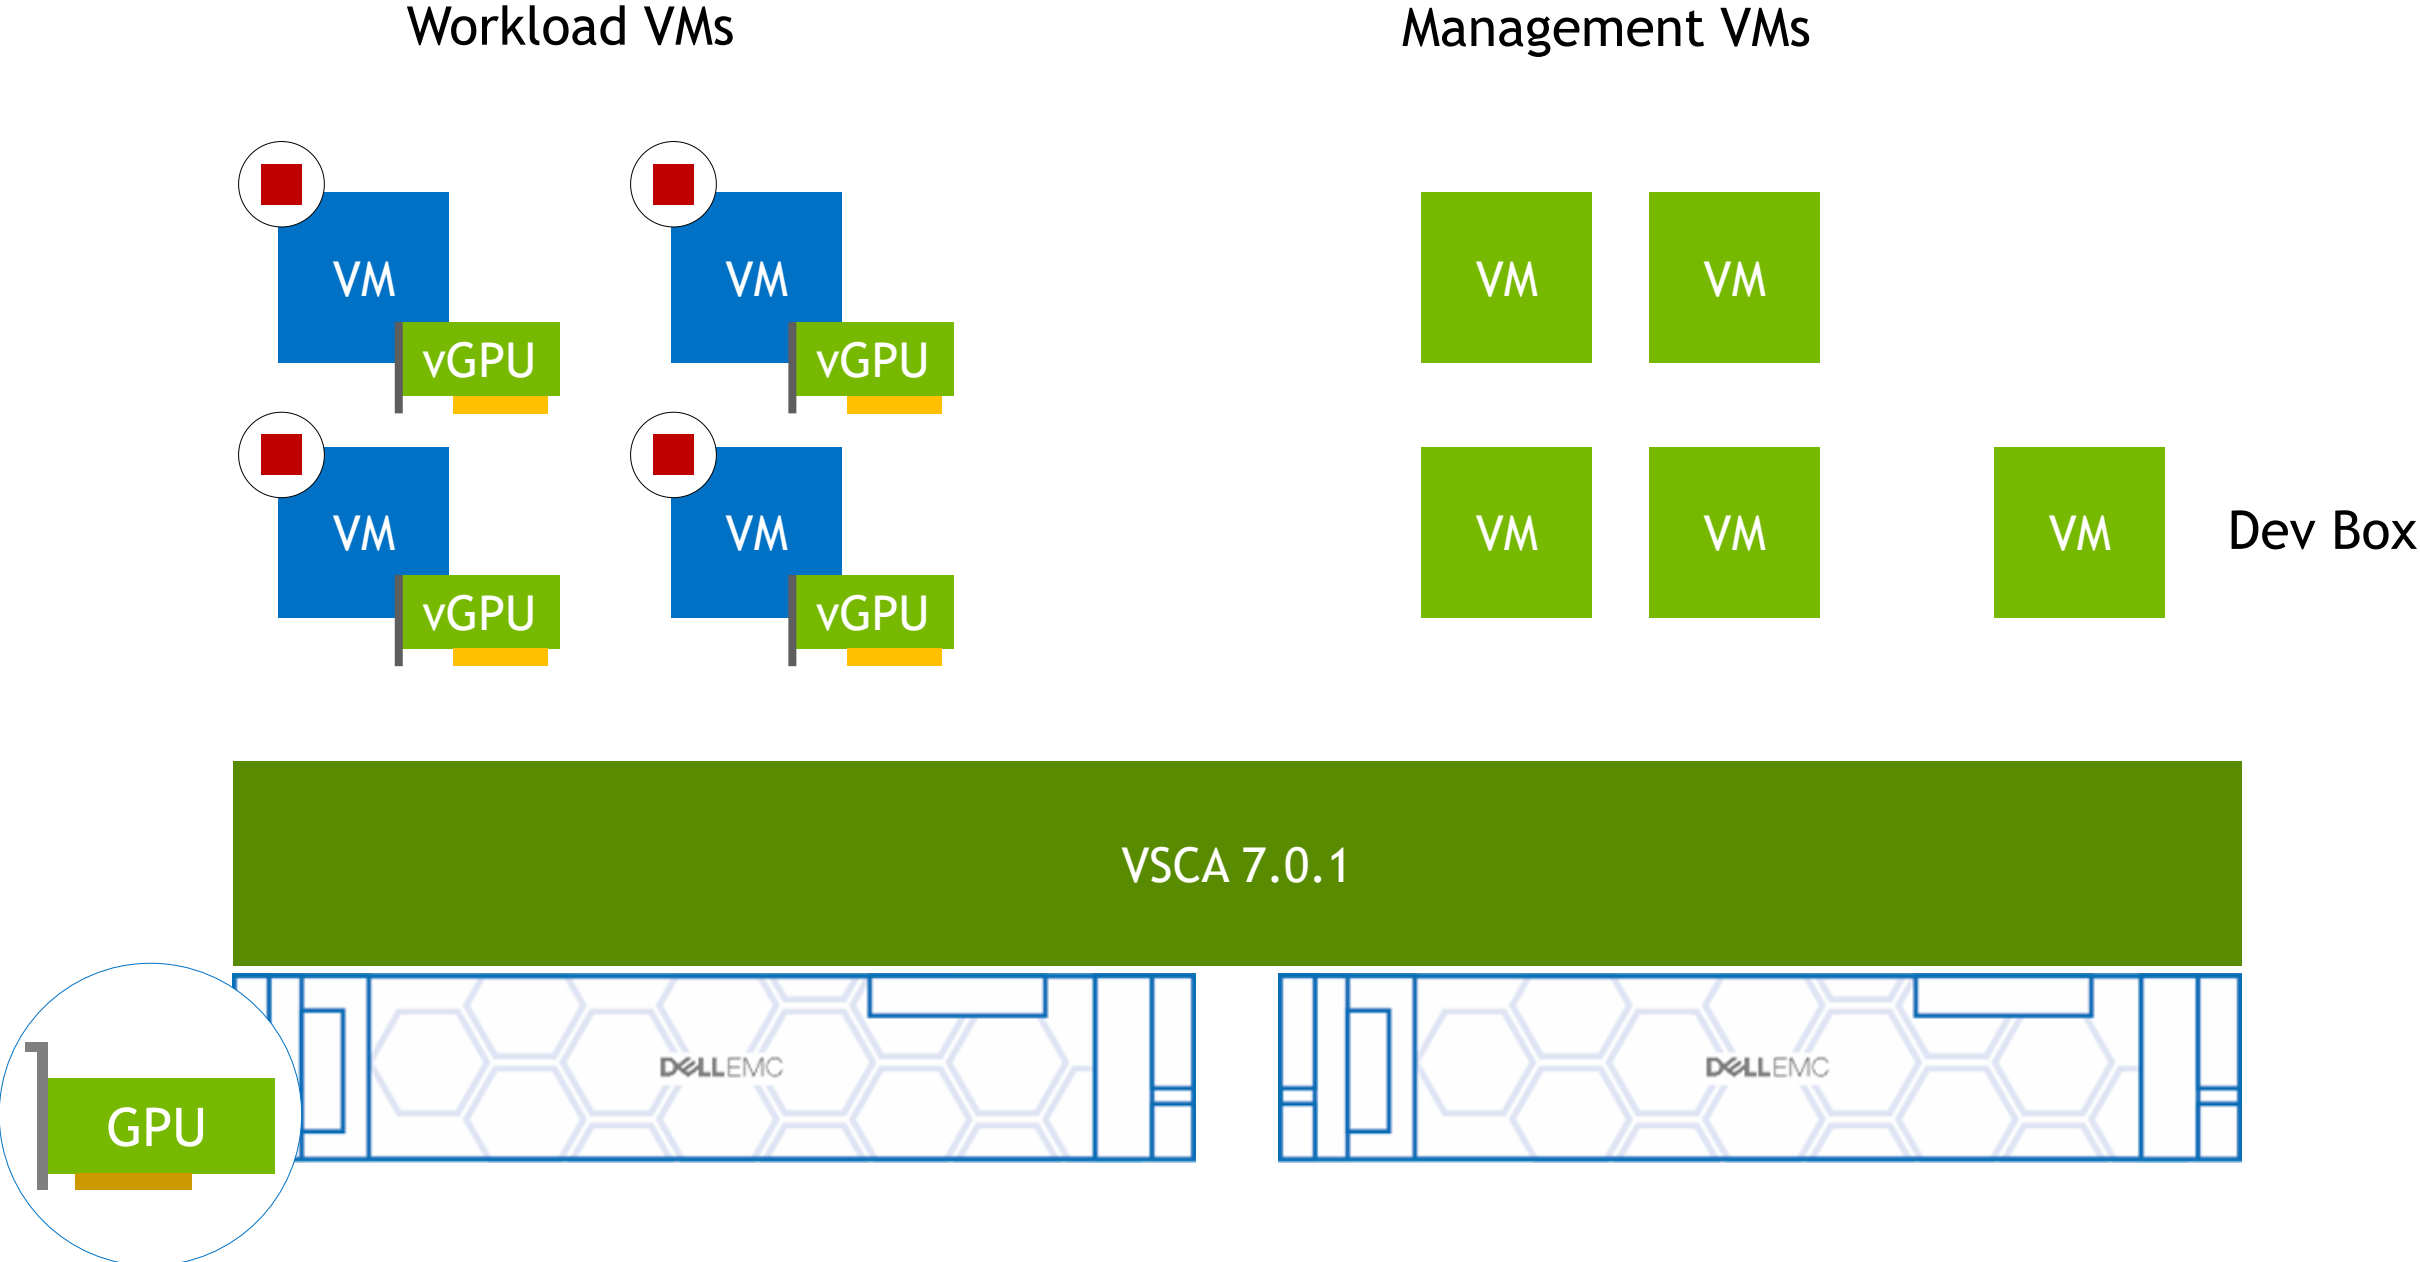 Workload VMs
Management VMs
VM
VM
VM
VM
vGPU
vGPU
VM
VM
VM
VM
VM
Dev Box
vGPU
vGPU
VSCA 7.0.1
DELLEMC
DELLEMC
GPU